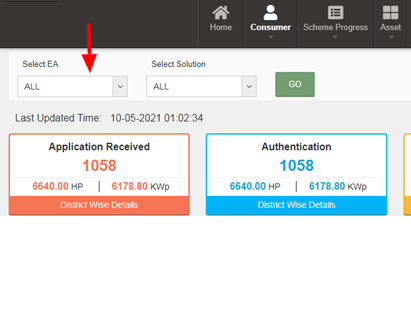 Home Consumer Scheme Progress Asset
Select EA Select Solution
ALL ALL GO
Last Updated Time: 10-05-2021 01:02:34
Application Received Authentication
1058 1058
6640.00 HP | 6178.80 KWp 6640.00 HP | 6178.80 KWp
District Wise Details District Wise Details